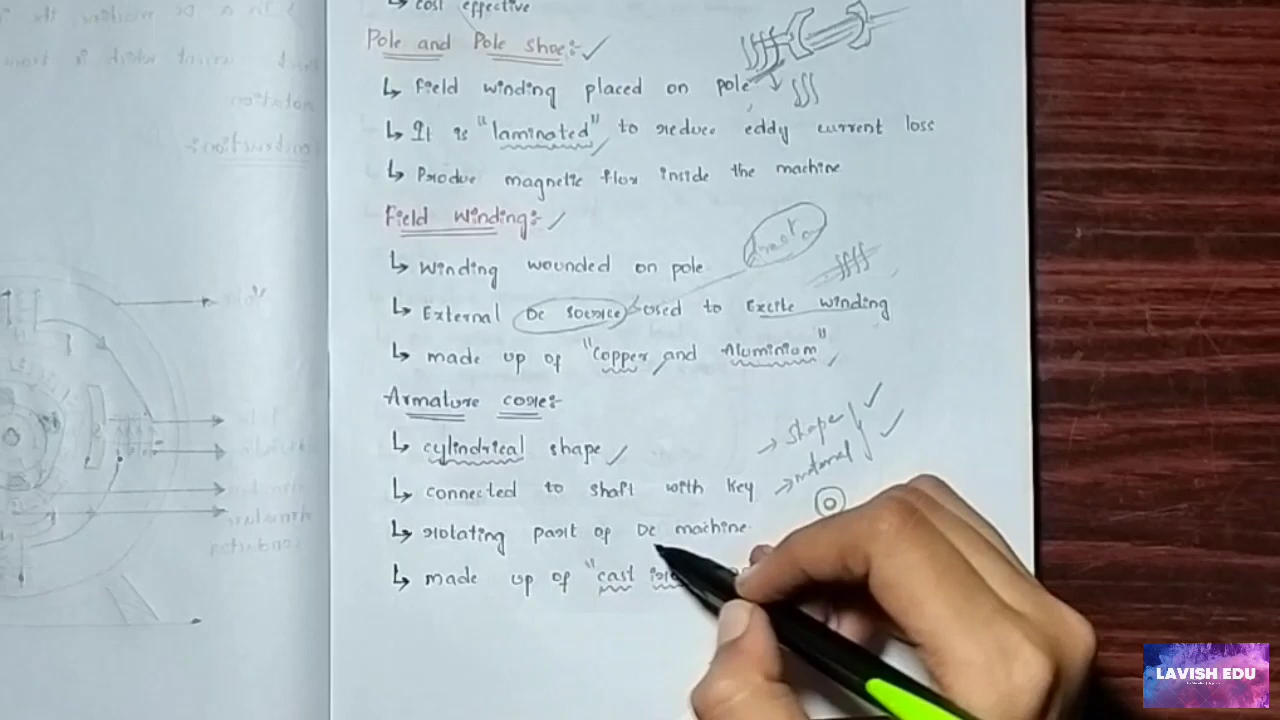 ↳ cost effective
Pole and Pole shoe:-
↳ field winding placed on pole
↳ It is "laminated" to reduce eddy current loss
↳ Produe magnetic flux inside the machine
Field Winding:-
↳ Winding wounded on pole
↳ External Dc source used to Excite winding
↳ made up of "Copper and Aluminium"
Armature core:-
↳ cylindrical shape
→ shape
↳ connected to shaft with key
→ material
↳ rotating part of Dc machine
↳ made up of "cast
LAVISH EDU